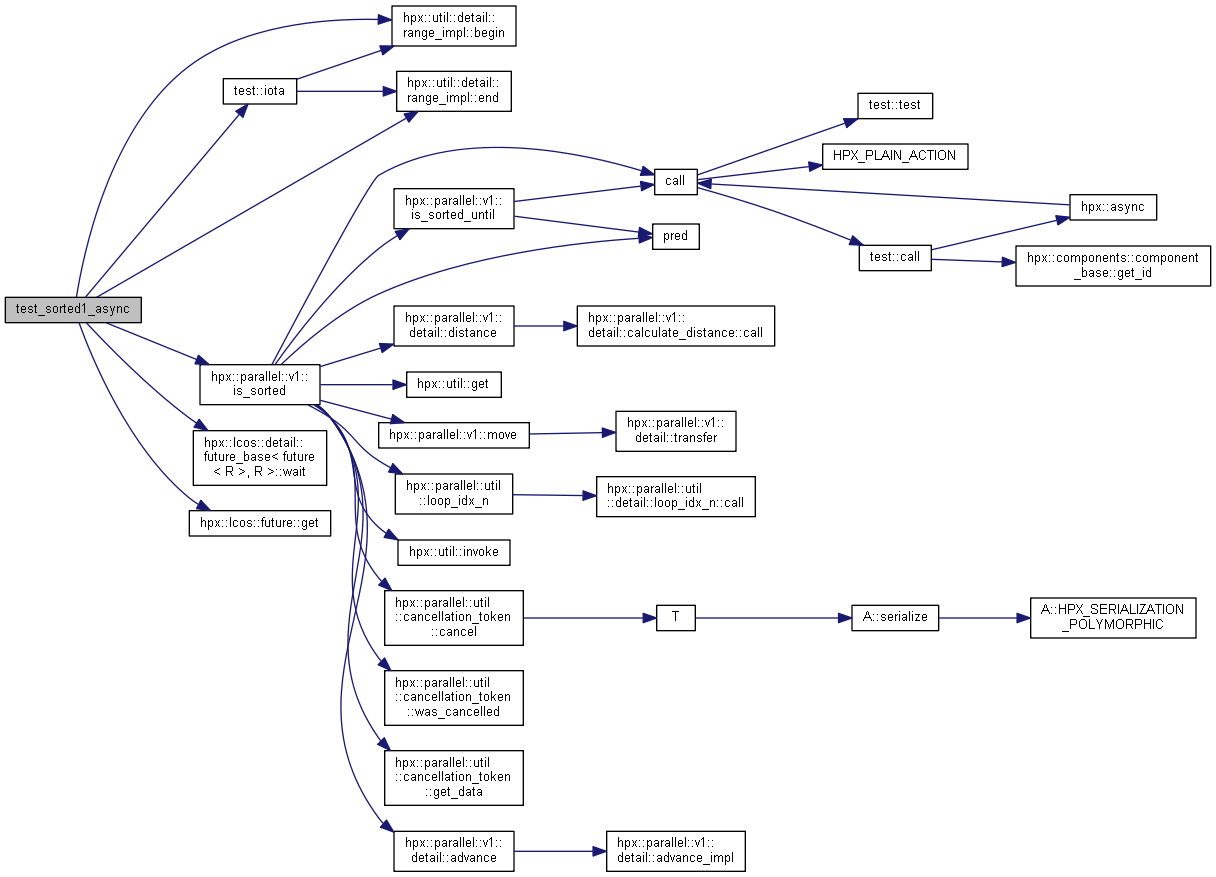 hpx::util::detail::
range_impl::begin
test::iota
hpx::util::detail::
range_impl::end
test::test
HPX_PLAIN_ACTION
call
hpx::parallel::v1::
is_sorted_until
hpx::async
pred
test::call
hpx::components::component
_base::get_id
test_sorted1_async
hpx::parallel::v1::
detail::distance
hpx::parallel::v1::
detail::calculate_distance::call
hpx::parallel::v1::
is_sorted
hpx::util::get
hpx::parallel::v1::move
hpx::parallel::v1::
detail::transfer
hpx::lcos::detail::
future_base< future
< R >, R >::wait
hpx::parallel::util
::loop_idx_n
hpx::parallel::util
::detail::loop_idx_n::call
hpx::lcos::future::get
hpx::util::invoke
hpx::parallel::util
::cancellation_token
::cancel
T
A::serialize
A::HPX_SERIALIZATION
_POLYMORPHIC
hpx::parallel::util
::cancellation_token
::was_cancelled
hpx::parallel::util
::cancellation_token
::get_data
hpx::parallel::v1::
detail::advance
hpx::parallel::v1::
detail::advance_impl